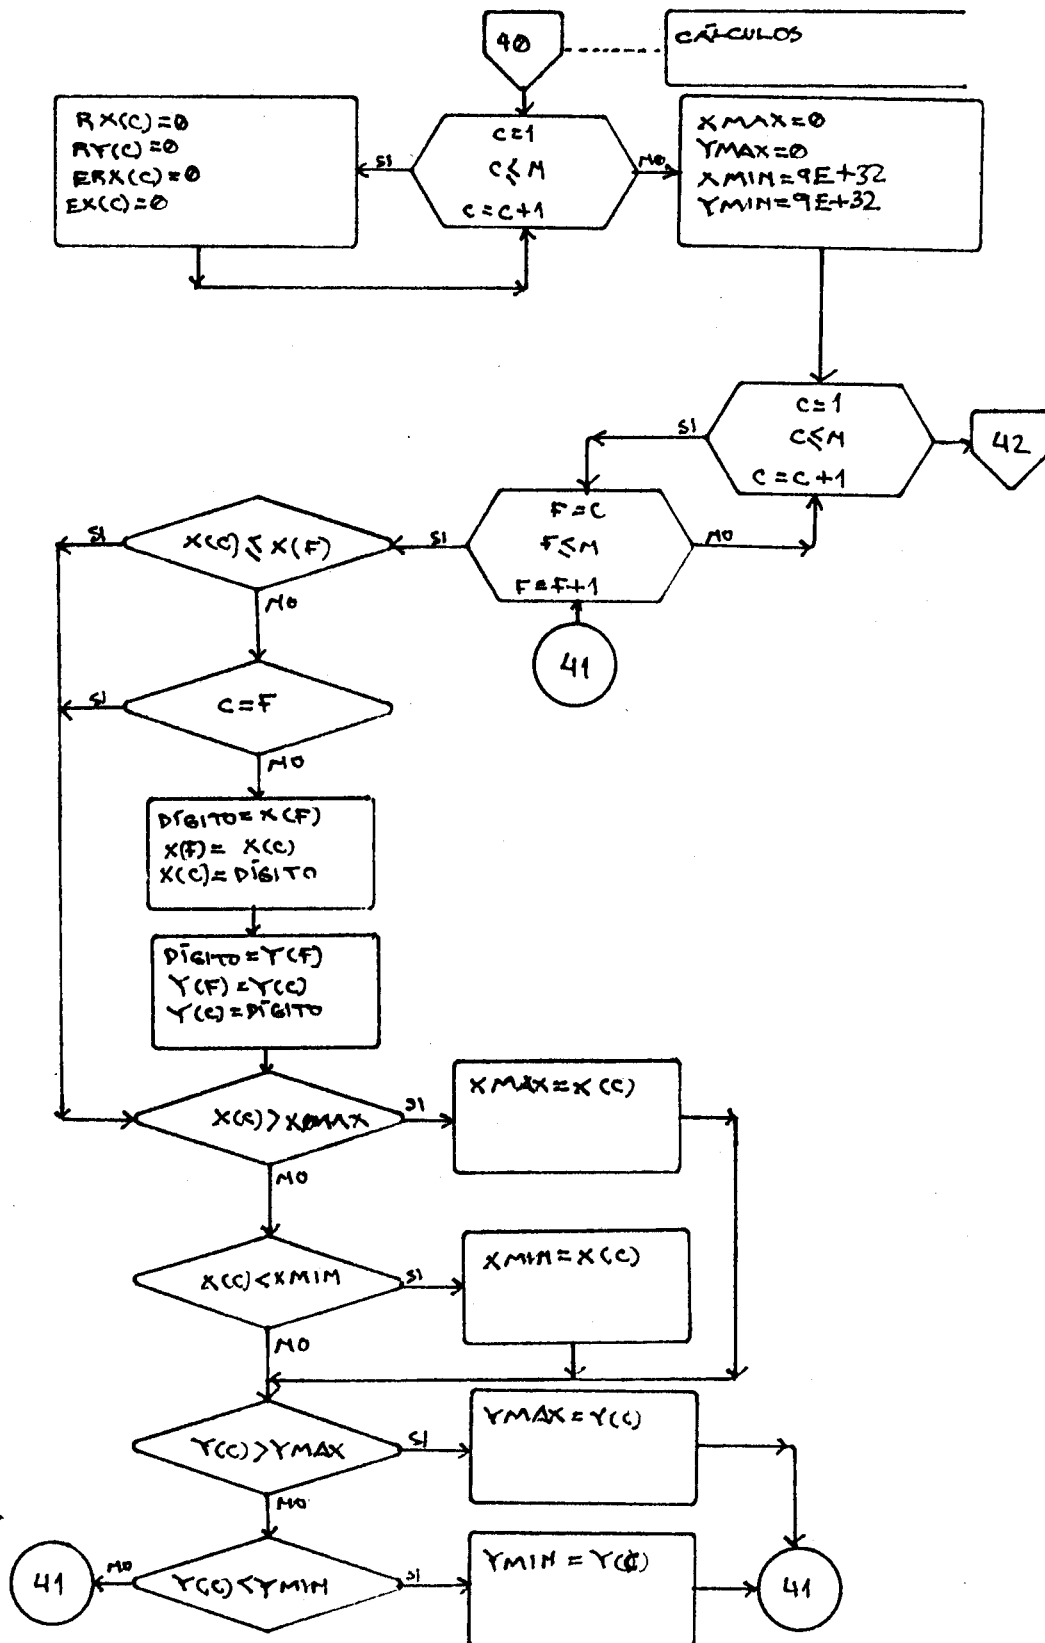 40
CÁLCULOS
RX(C)=0
RY(C)=0
ERX(C)=0
EX(C)=0
SI
C=1
C≤M
C=C+1
NO
XMAX=0
YMAX=0
XMIN=9E+32
YMIN=9E+32
C=1
C≤M
C=C+1
SI
42
F=C
F≤M
F=F+1
SI
NO
41
X(C)≤X(F)
SI
NO
C=F
SI
NO
DÍGITO=X(F)
X(F)=X(C)
X(C)=DÍGITO
DÍGITO=Y(F)
Y(F)=Y(C)
Y(C)=DÍGITO
X(C)>XMAX
SI
XMÁX=X(C)
NO
X(C)<XMIN
SI
XMIN=X(C)
NO
Y(C)>YMAX
SI
YMAX=Y(C)
NO
41
NO
Y(C)<YMIN
SI
YMIN=Y(C)
41